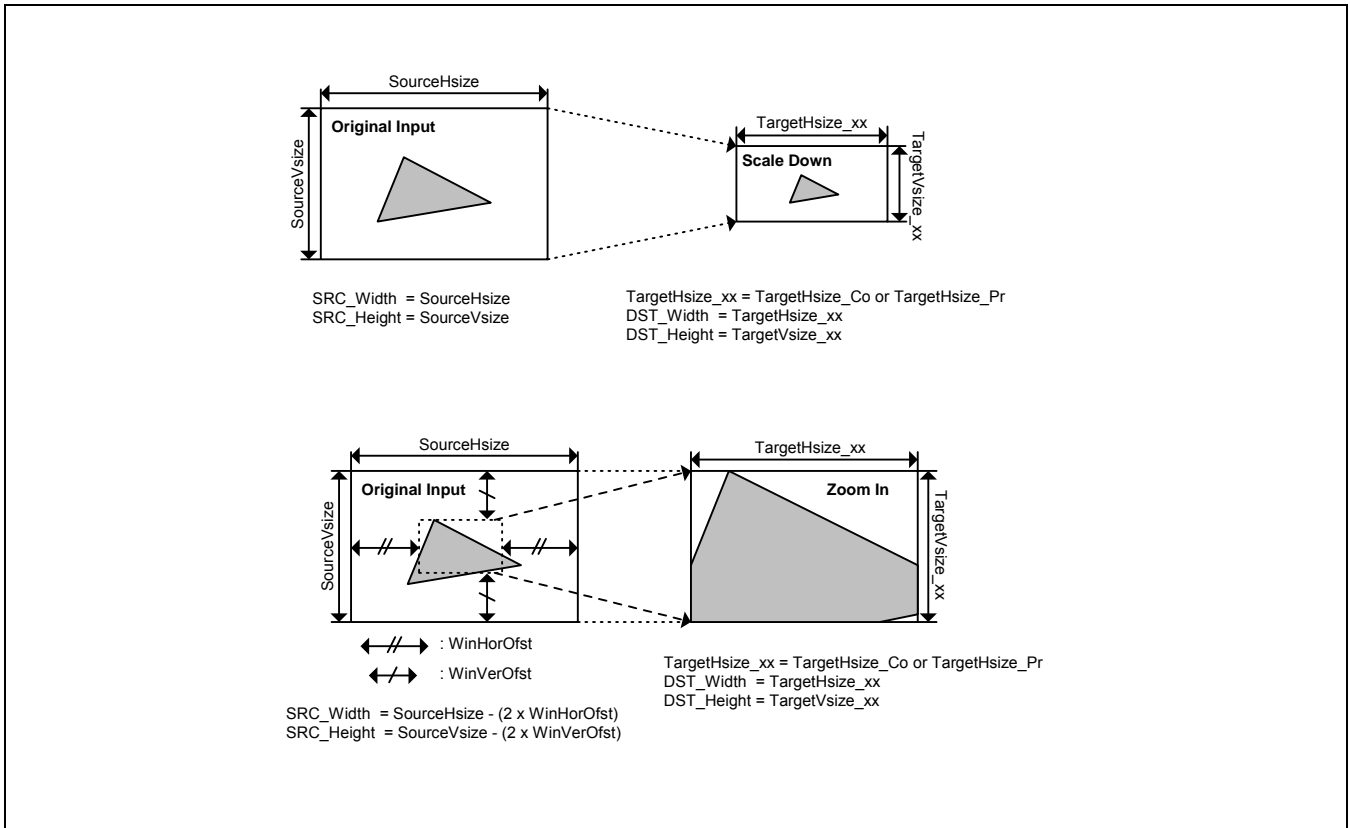 SourceHsize
Original Input
SourceVsize
TargetHsize_xx
Scale Down
TargetVsize_xx
SRC_Width = SourceHsize
SRC_Height = SourceVsize
TargetHsize_xx = TargetHsize_Co or TargetHsize_Pr
DST_Width = TargetHsize_xx
DST_Height = TargetVsize_xx
SourceHsize
Original Input
SourceVsize
TargetHsize_xx
Zoom In
TargetVsize_xx
: WinHorOfst
: WinVerOfst
SRC_Width = SourceHsize - (2 x WinHorOfst)
SRC_Height = SourceVsize - (2 x WinVerOfst)
TargetHsize_xx = TargetHsize_Co or TargetHsize_Pr
DST_Width = TargetHsize_xx
DST_Height = TargetVsize_xx